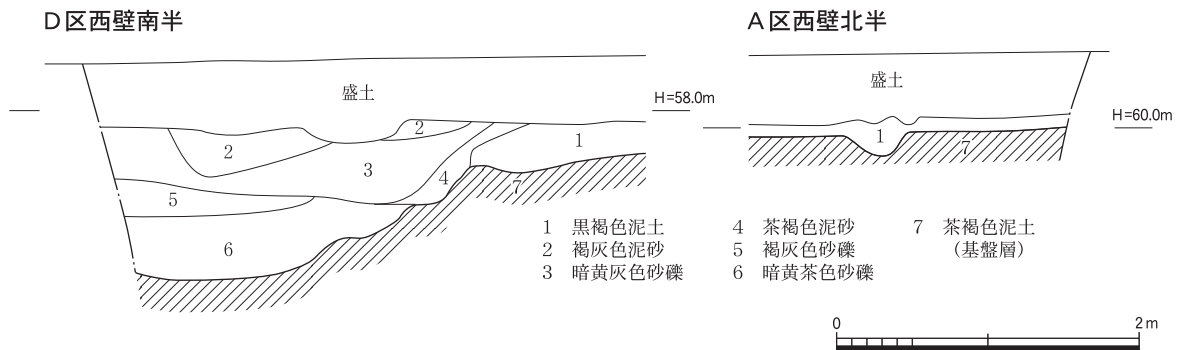 D区西壁南半
A区西壁北半
盛土
H=58.0m
2
1
2
3
4
7
5
6
盛土
H=60.0m
1
7
1 黒褐色泥土
2 褐灰色泥砂
3 暗黄灰色砂礫
4 茶褐色泥砂
5 褐灰色砂礫
6 暗黄茶色砂礫
7 茶褐色泥土
(基盤層)
0
2m